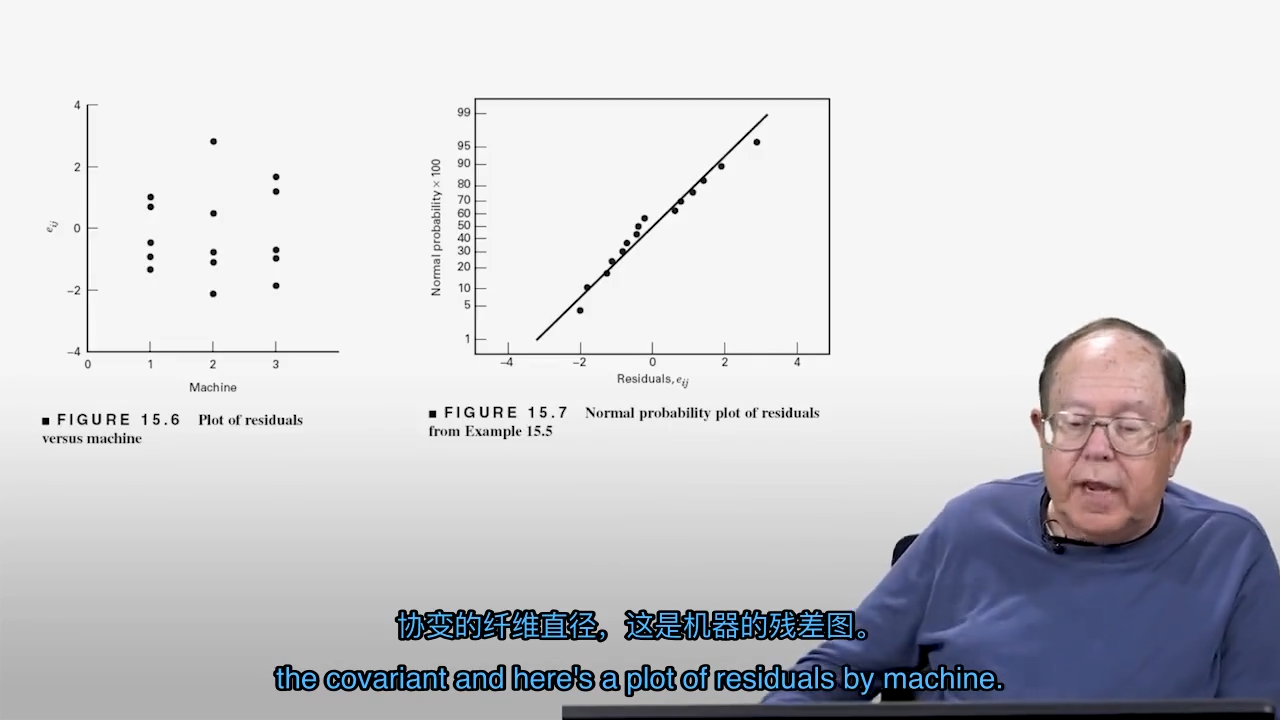 4
2
0
−2
−4
e_ij
0
1
2
3
Machine
■ FIGURE 15.6 Plot of residuals
versus machine
99
95
90
80
70
60
50
40
30
20
10
5
1
Normal probability × 100
−4
−2
0
2
4
Residuals, e_ij
■ FIGURE 15.7 Normal probability plot of residuals
from Example 15.5
协变的纤维直径，这是机器的残差图。
the covariant and here's a plot of residuals by machine.